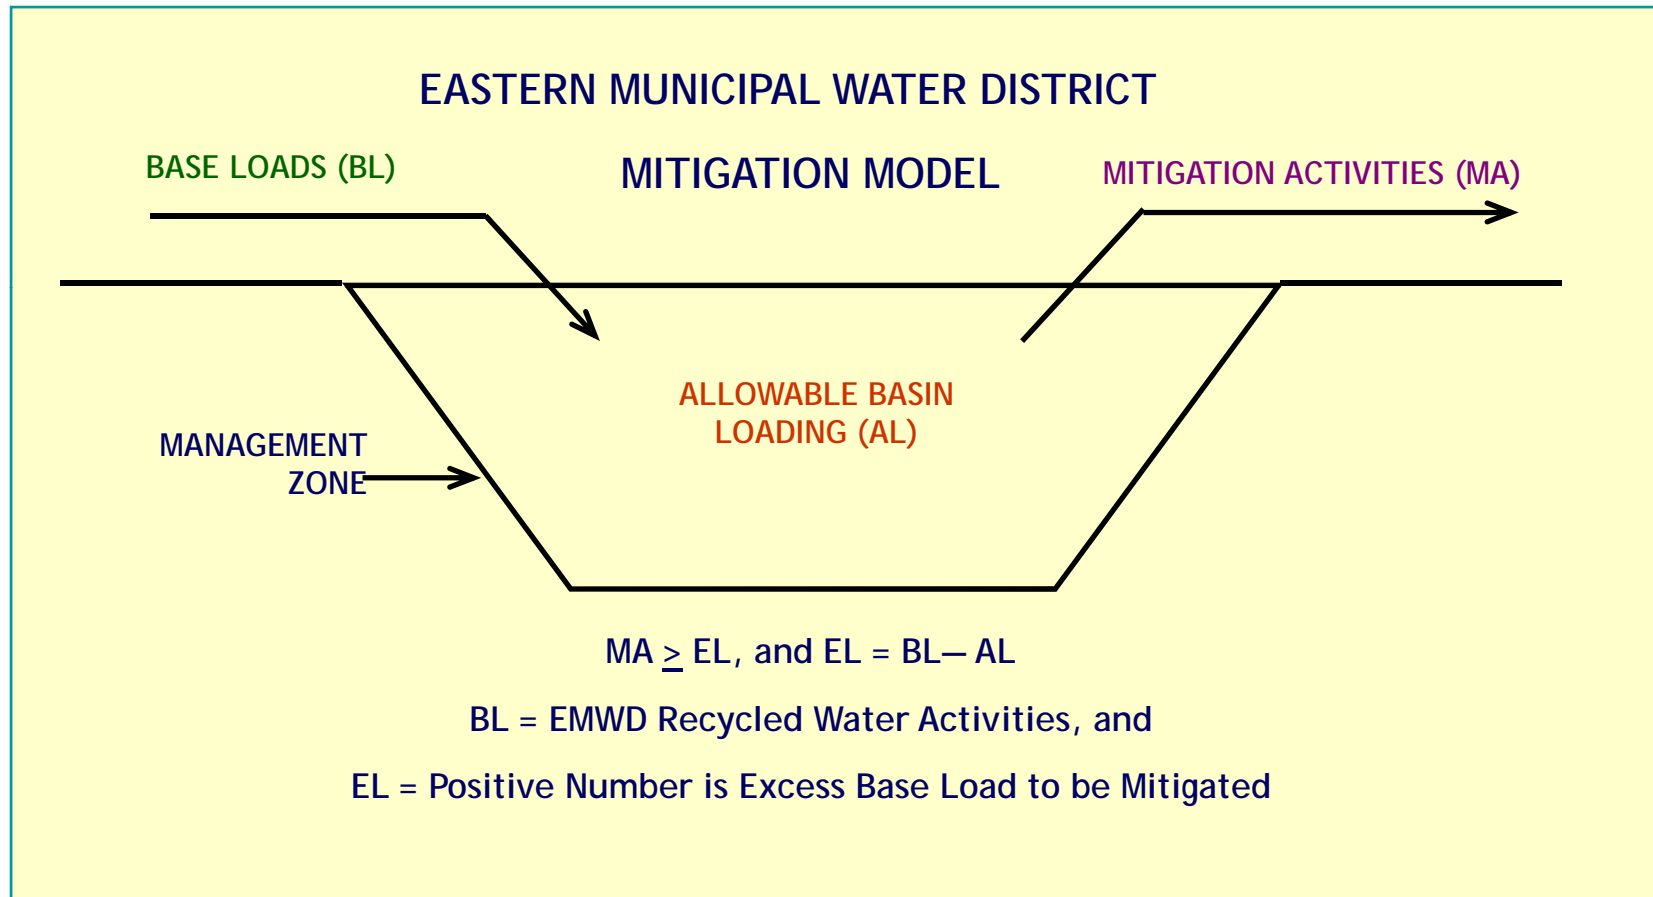 EASTERN MUNICIPAL WATER DISTRICT
BASE LOADS (BL)
MITIGATION MODEL
MITIGATION ACTIVITIES (MA)
ALLOWABLE BASIN
LOADING (AL)
MANAGEMENT
ZONE
MA ≥ EL, and EL = BL— AL
BL = EMWD Recycled Water Activities, and
EL = Positive Number is Excess Base Load to be Mitigated